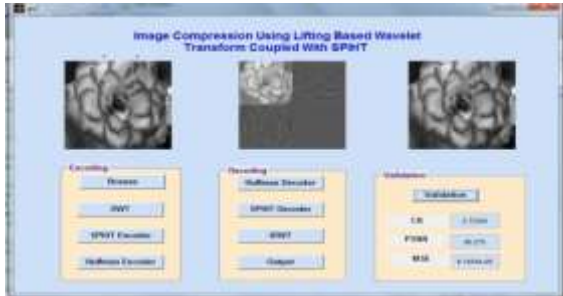 Image Compression Using Lifting Based Wavelet
Transform Coupled With SPIHT
Encoding
Browse
DWT
SPIHT Encoder
Huffman Encoder
Decoding
Huffman Decoder
SPIHT Decoder
IDWT
Output
Validation
Validation
CR
PSNR
MSE